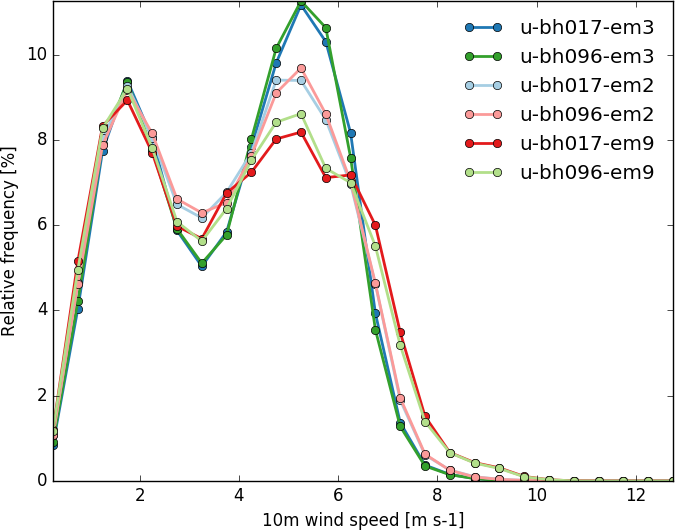 u-bh017-em3
u-bh096-em3
u-bh017-em2
u-bh096-em2
u-bh017-em9
u-bh096-em9
Relative frequency [%]
10
8
6
4
2
0
2 4 6 8 10 12
10m wind speed [m s-1]